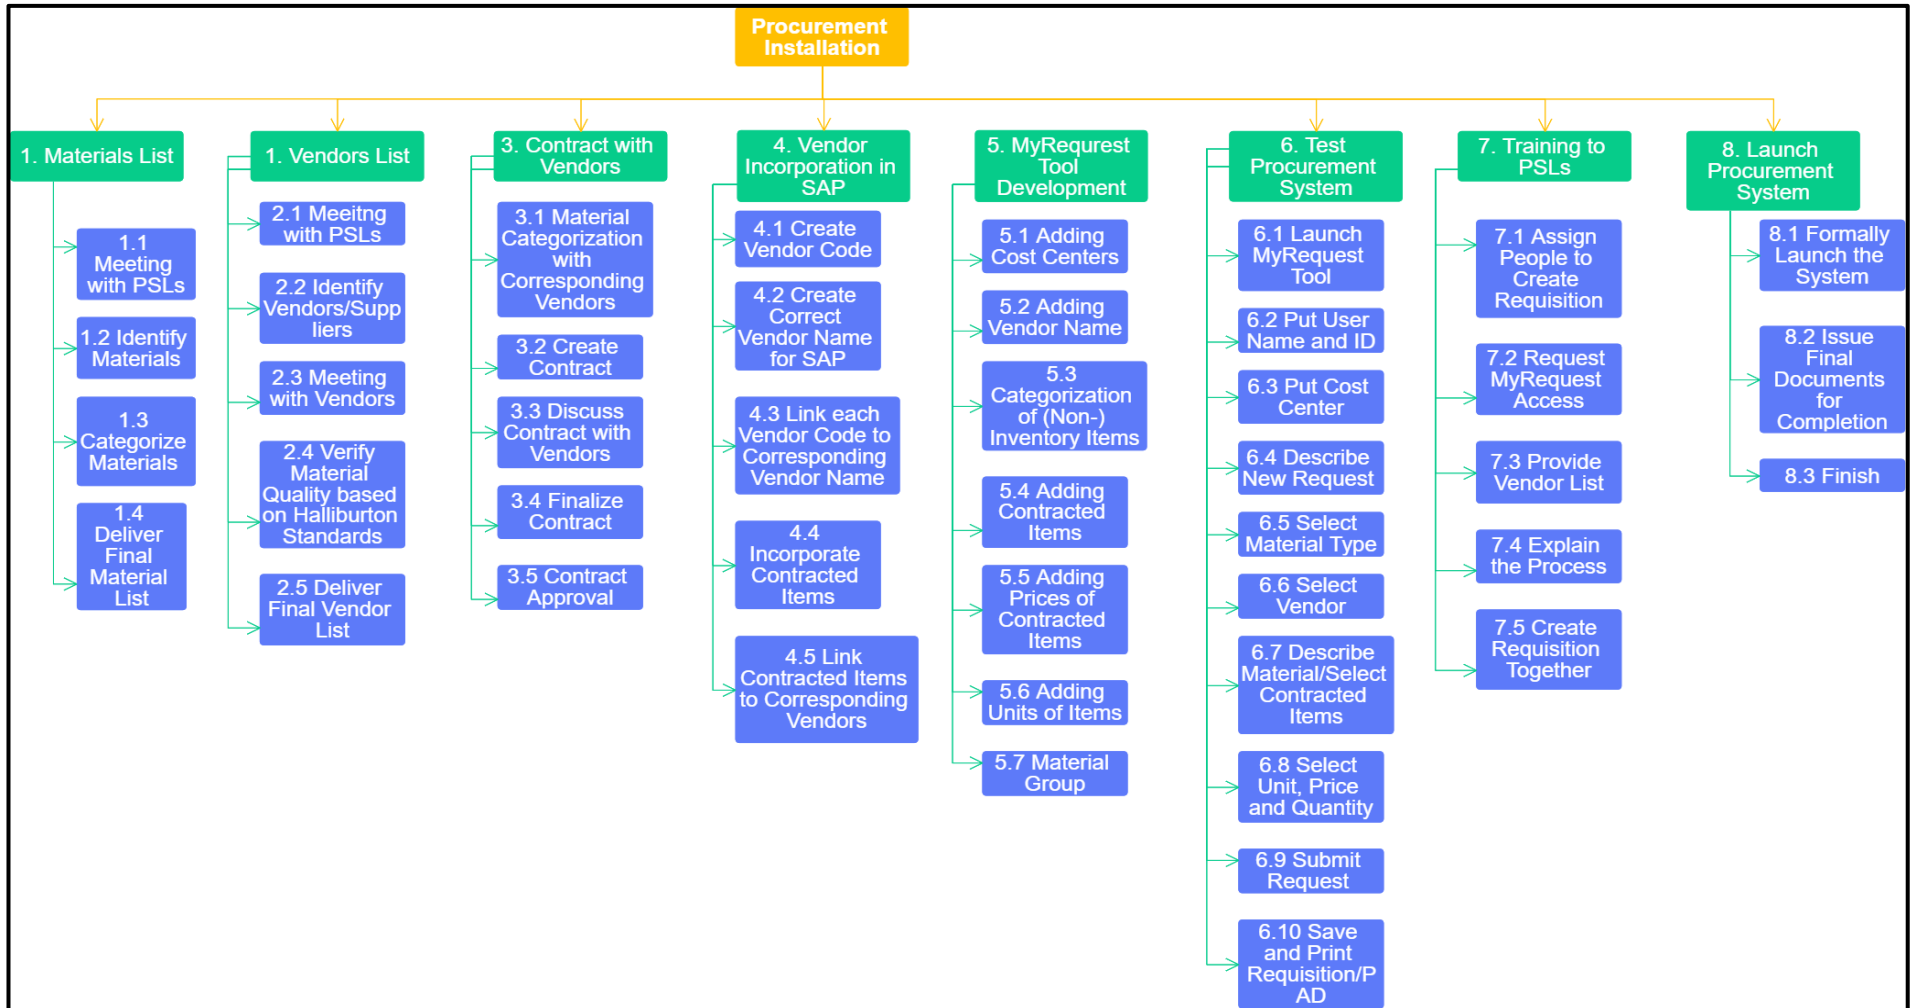 Procurement
Installation
1. Materials List
1.1
Meeting
with PSLs
1.2 Identify
Materials
1.3
Categorize
Materials
1.4
Deliver
Final
Material
List
1. Vendors List
2.1 Meeitng
with PSLs
2.2 Identify
Vendors/Supp
liers
2.3 Meeting
with Vendors
2.4 Verify
Material
Quality based
on Halliburton
Standards
2.5 Deliver
Final Vendor
List
3. Contract with
Vendors
3.1 Material
Categorization
with
Corresponding
Vendors
3.2 Create
Contract
3.3 Discuss
Contract with
Vendors
3.4 Finalize
Contract
3.5 Contract
Approval
4. Vendor
Incorporation in
SAP
4.1 Create
Vendor Code
4.2 Create
Correct
Vendor Name
for SAP
4.3 Link each
Vendor Code to
Corresponding
Vendor Name
4.4
Incorporate
Contracted
Items
4.5 Link
Contracted Items
to Corresponding
Vendors
5. MyRequrest
Tool
Development
5.1 Adding
Cost Centers
5.2 Adding
Vendor Name
5.3
Categorization
of (Non-)
Inventory Items
5.4 Adding
Contracted
Items
5.5 Adding
Prices of
Contracted
Items
5.6 Adding
Units of Items
5.7 Material
Group
6. Test
Procurement
System
6.1 Launch
MyRequest
Tool
6.2 Put User
Name and ID
6.3 Put Cost
Center
6.4 Describe
New Request
6.5 Select
Material Type
6.6 Select
Vendor
6.7 Describe
Material/Select
Contracted
Items
6.8 Select
Unit, Price
and Quantity
6.9 Submit
Request
6.10 Save
and Print
Requisition/P
AD
7. Training to
PSLs
7.1 Assign
People to
Create
Requisition
7.2 Request
MyRequest
Access
7.3 Provide
Vendor List
7.4 Explain
the Process
7.5 Create
Requisition
Together
8. Launch
Procurement
System
8.1 Formally
Launch the
System
8.2 Issue
Final
Documents
for
Completion
8.3 Finish